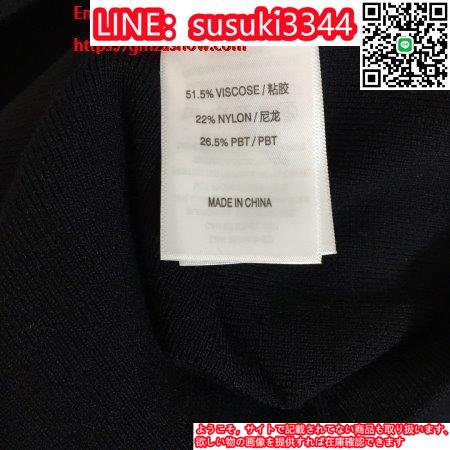 LINE: susuki3344
https://ginzashow.com
51.5% VISCOSE / 粘胶
22% NYLON / 尼龙
26.5% PBT / PBT
MADE IN CHINA
ようこそ，サイトで記載されてない商品も取り扱います、
欲しい物の画像を提供すれば在庫確認できます